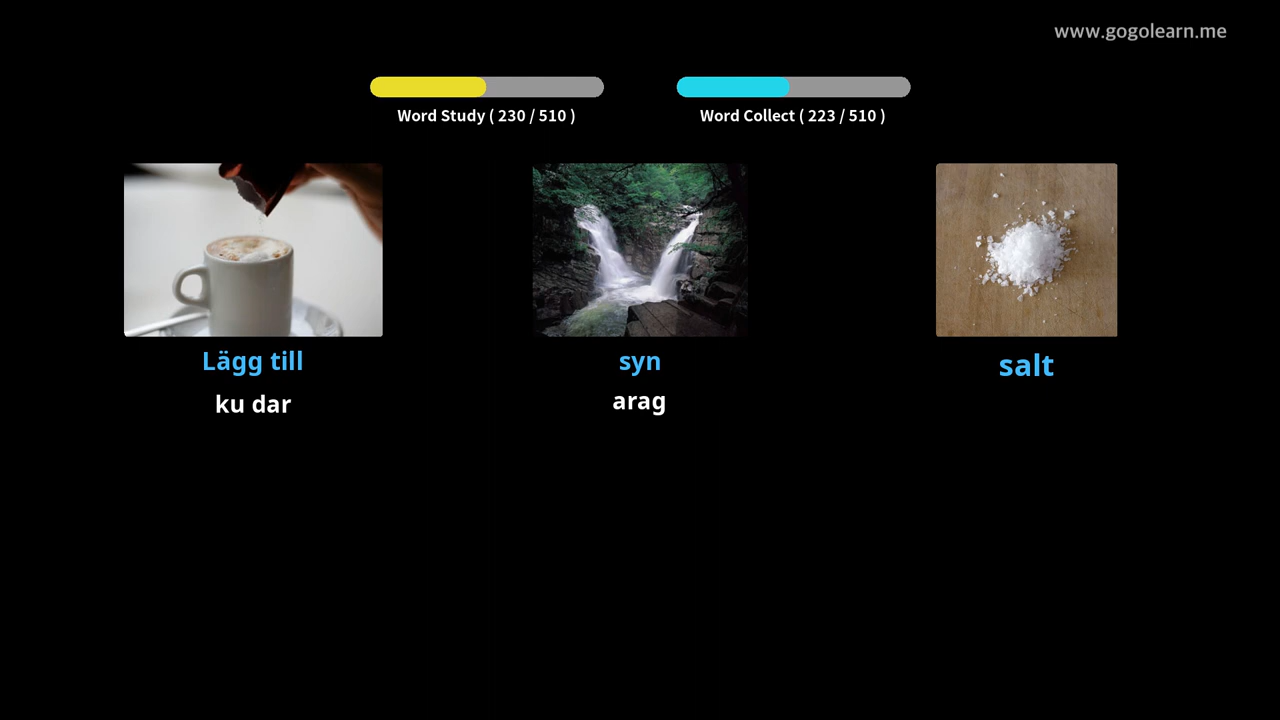 www.gogolearn.me
Word Study ( 230 / 510 )
Word Collect ( 223 / 510 )
Lägg till
syn
salt
ku dar
arag